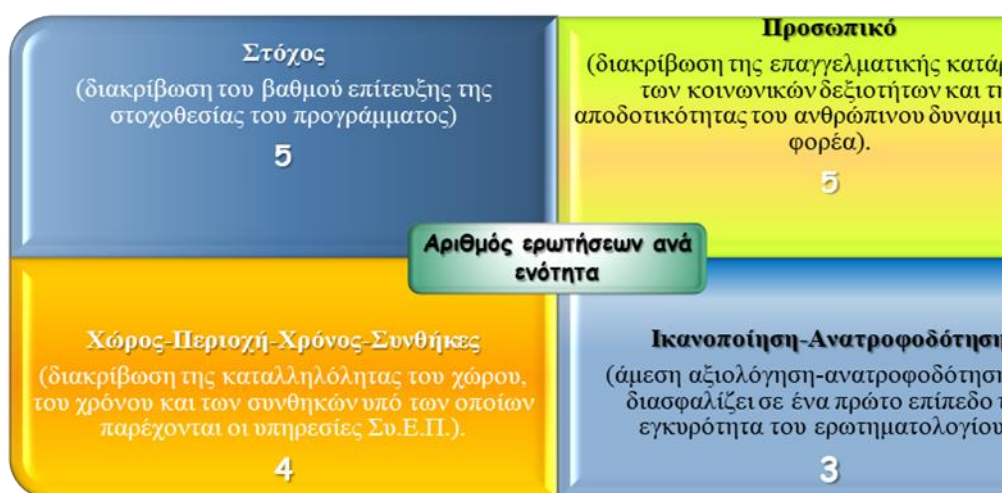 Στόχος
(διακρίβωση του βαθμού επίτευξης της
στοχοθεσίας του προγράμματος)
5
Προσωπικό
(διακρίβωση της επαγγελματικής
των κοινωνικών δεξιοτήτων και
αποδοτικότητας του ανθρώπινου
φορέα).
5
Αριθμός ερωτήσεων ανά
ενότητα
Χώρος-Περιοχή-Χρόνος-Συνθήκες
(διακρίβωση της καταλληλόλητας του χώρου,
του χρόνου και των συνθηκών υπό των οποίων
παρέχονται οι υπηρεσίες Συ.Ε.Π.).
4
Ικανοποίηση-Ανατροφοδότηση
(άμεση αξιολόγηση-ανατροφοδότηση
διασφαλίζει σε ένα πρώτο επίπεδο
εγκυρότητα του ερωτηματολογίου
3